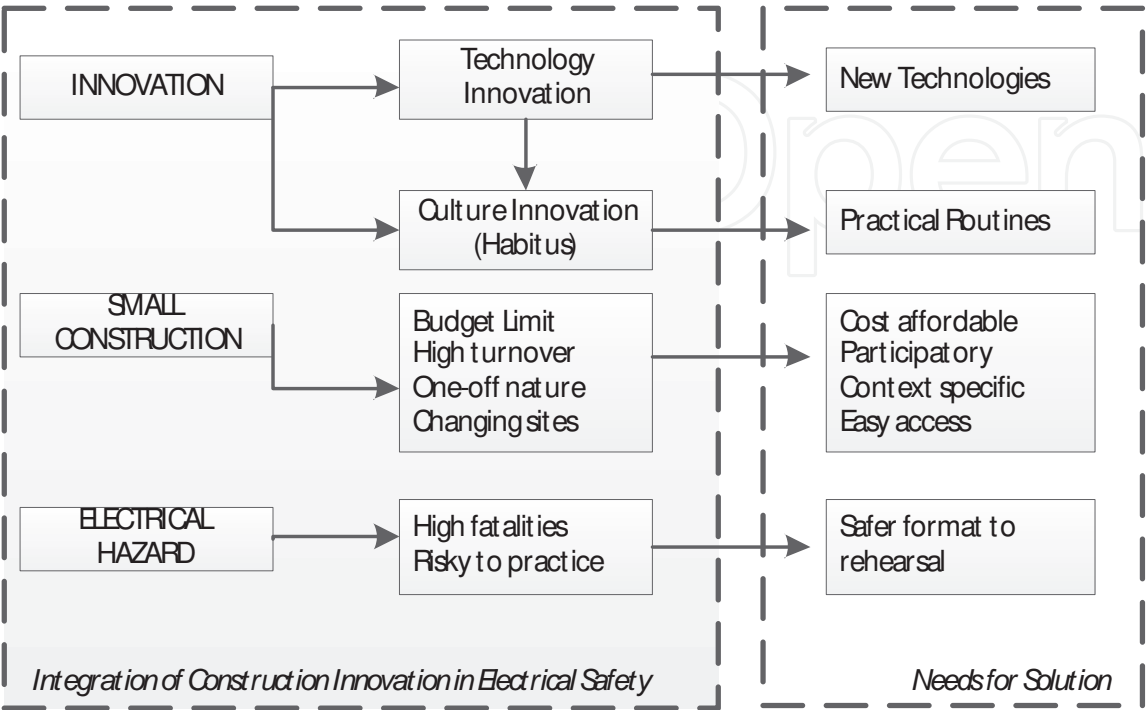 INNOVATION
Technology
Innovation
New Technologies
Culture Innovation
(Habitus)
Practical Routines
SMALL
CONSTRUCTION
Budget Limit
High turnover
One-off nature
Changing sites
Cost affordable
Participatory
Context specific
Easy access
ELECTRICAL
HAZARD
High fatalities
Risky to practice
Safer format to
rehearsal
Integration of Construction Innovation in Electrical Safety
Needs for Solution
Open